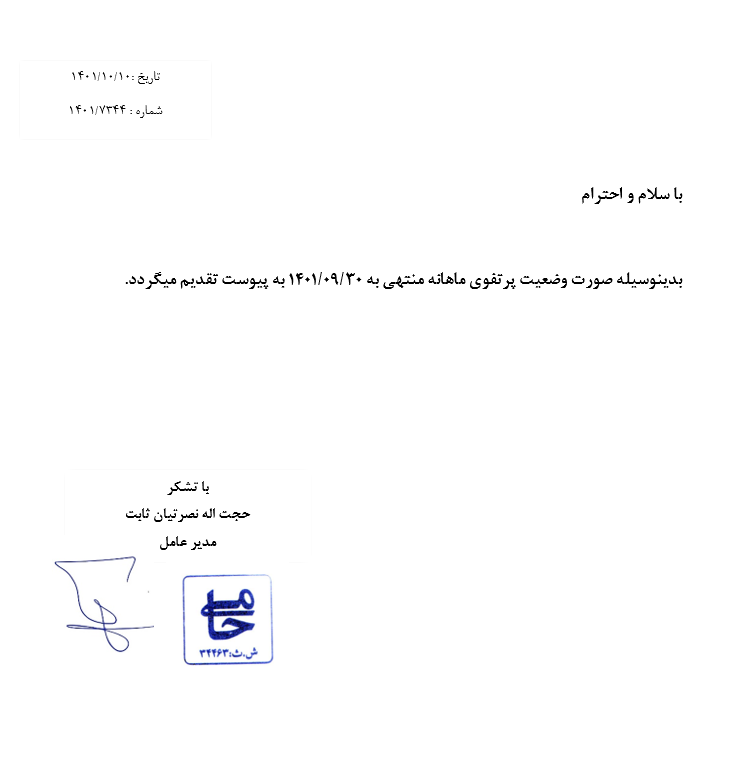 تاریخ :۱۴۰۱/۱۰/۱۰
شماره : ۱۴۰۱/۷۳۴۴
با سلام و احترام
بدینوسیله صورت وضعیت پرتفوی ماهانه منتهی به ۱۴۰۱/۰۹/۳۰ به پیوست تقدیم میگردد.
با تشکر
حجت اله نصرتیان ثابت
مدیر عامل
حامی
ش.ث:۳۴۴۶۳